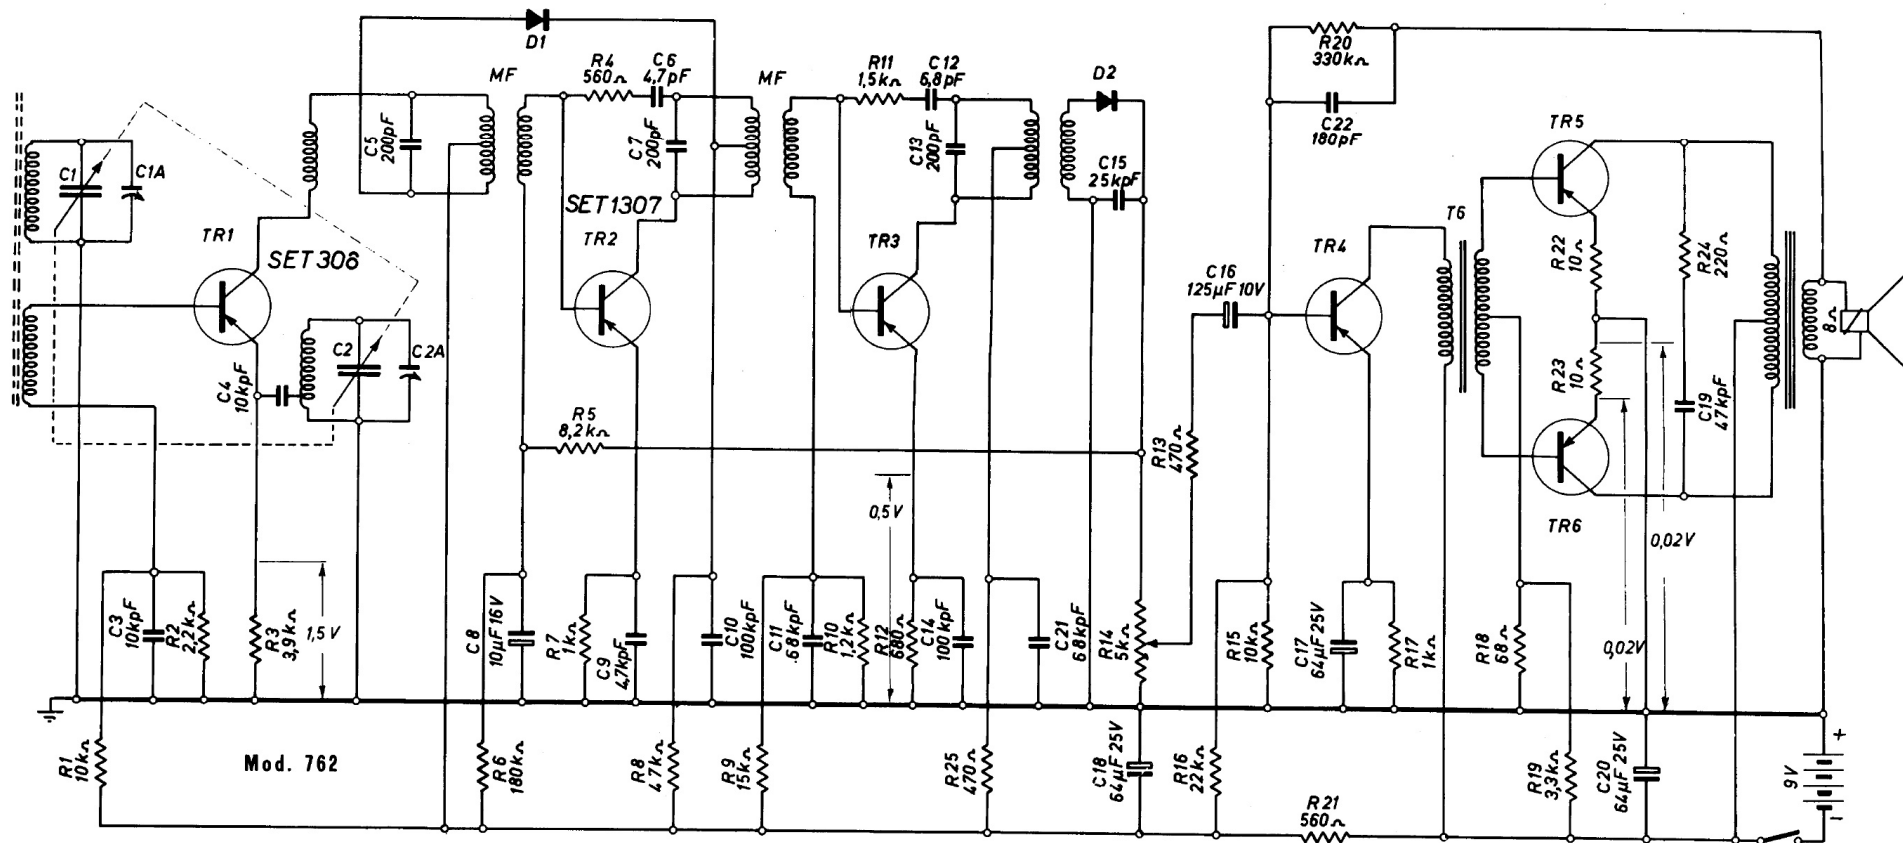 D1
MF
R4
560Ω
C6
4,7pF
MF
R11
1,5kΩ
C12
6,8pF
D2
R20
330kΩ
C22
180pF
C1
C1A
C5
200pF
C7
200pF
C13
200pF
C15
25kpF
TR5
TR1
SET308
SET1307
TR2
TR3
TR4
T6
R22
10Ω
R24
220Ω
C16
125µF 10V
8Ω
C4
10kpF
C2
C2A
R5
8,2kΩ
R13
470Ω
R23
10Ω
C19
47kpF
0,5V
TR6
0,02V
C3
10kpF
R2
2,2kΩ
R3
3,9kΩ
1,5V
C8
10µF 16V
R7
1kΩ
C9
4,7kpF
C10
100kpF
C11
68kpF
R10
1,2kΩ
R12
680Ω
C14
100kpF
C21
68kpF
R14
5kΩ
R15
10kΩ
C17
64µF 25V
R17
1kΩ
R18
68Ω
0,02V
R1
10kΩ
Mod. 762
R6
180kΩ
R8
47kΩ
R9
15kΩ
R25
470Ω
C18
64µF 25V
R16
22kΩ
R21
560Ω
R19
3,3kΩ
C20
64µF 25V
9V
+
-